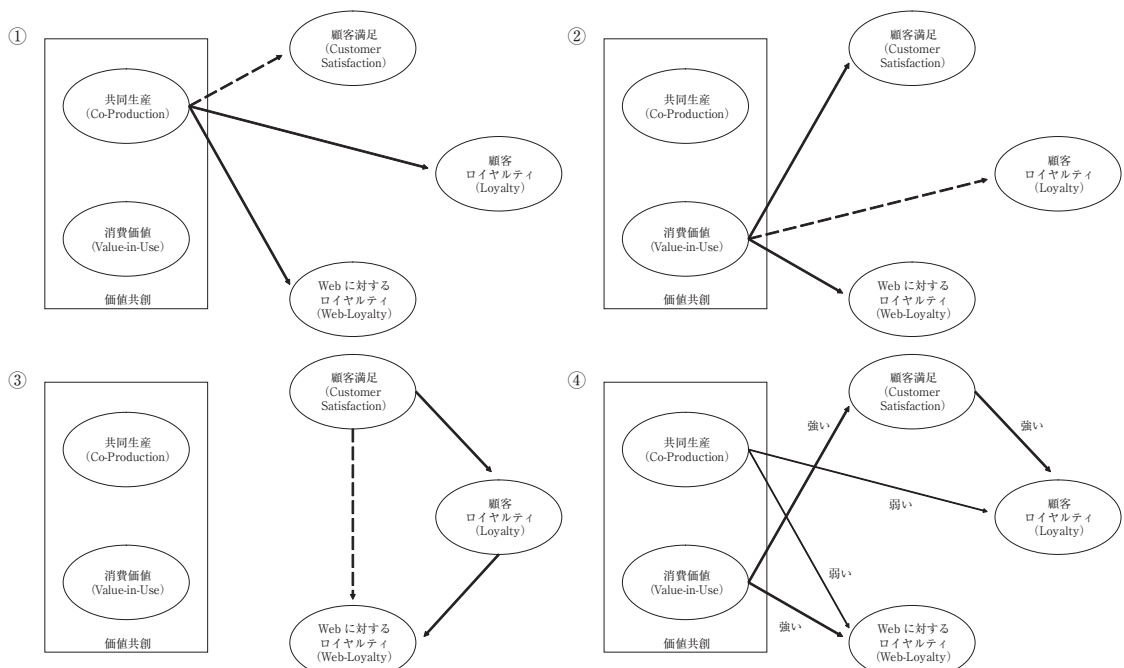 ①
顧客満足
(Customer
Satisfaction)
共同生産
(Co-Production)
顧客
ロイヤルティ
(Loyalty)
消費価値
(Value-in-Use)
Web に対する
ロイヤルティ
(Web-Loyalty)
価値共創
②
顧客満足
(Customer
Satisfaction)
共同生産
(Co-Production)
顧客
ロイヤルティ
(Loyalty)
消費価値
(Value-in-Use)
Web に対する
ロイヤルティ
(Web-Loyalty)
価値共創
③
顧客満足
(Customer
Satisfaction)
共同生産
(Co-Production)
顧客
ロイヤルティ
(Loyalty)
消費価値
(Value-in-Use)
Web に対する
ロイヤルティ
(Web-Loyalty)
価値共創
④
顧客満足
(Customer
Satisfaction)
強い
強い
共同生産
(Co-Production)
弱い
顧客
ロイヤルティ
(Loyalty)
消費価値
(Value-in-Use)
弱い
強い
Web に対する
ロイヤルティ
(Web-Loyalty)
価値共創